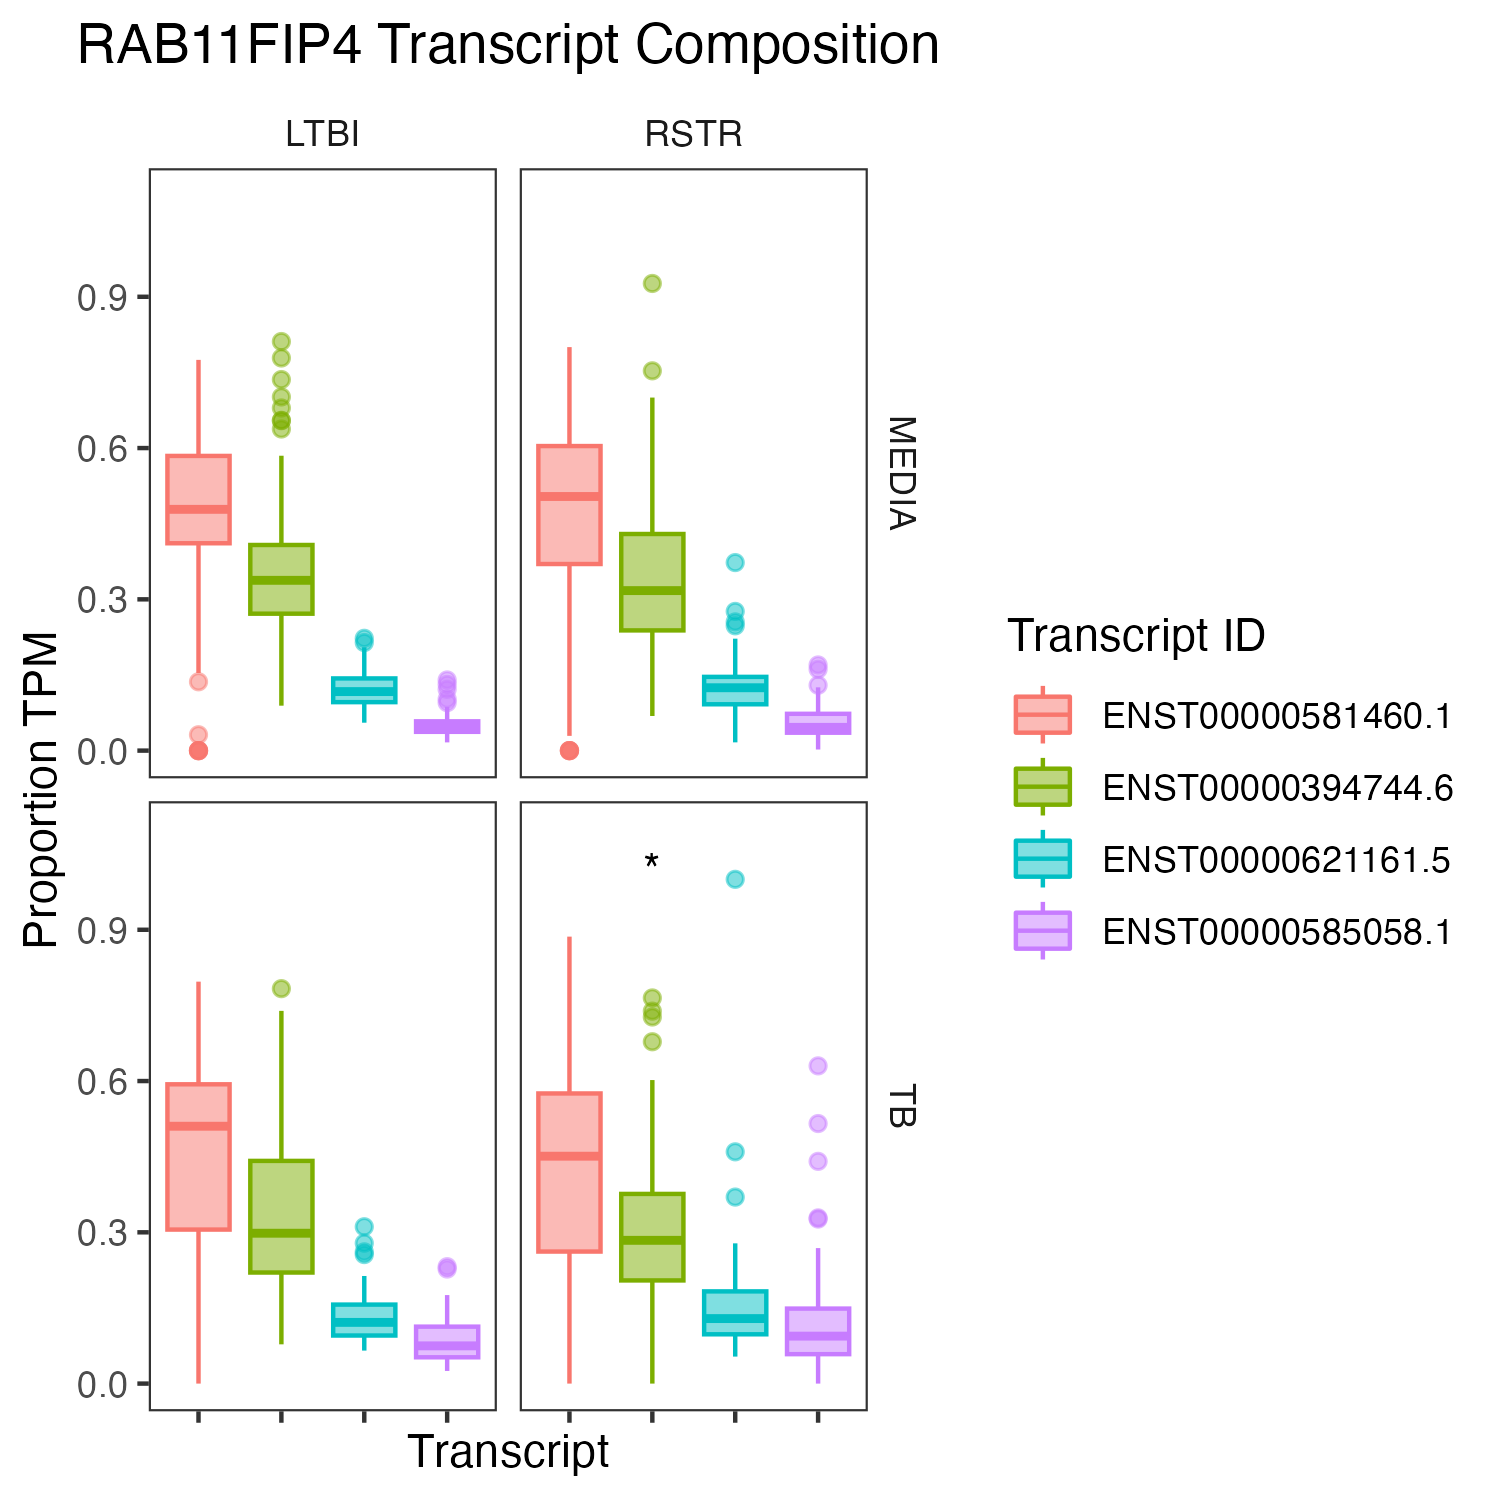 RAB11FIP4 Transcript Composition
LTBI
RSTR
0.9
0.6
0.3
0.0
MEDIA
*
0.9
0.6
0.3
0.0
TB
Proportion TPM
Transcript
Transcript ID
ENST00000581460.1
ENST00000394744.6
ENST00000621161.5
ENST00000585058.1